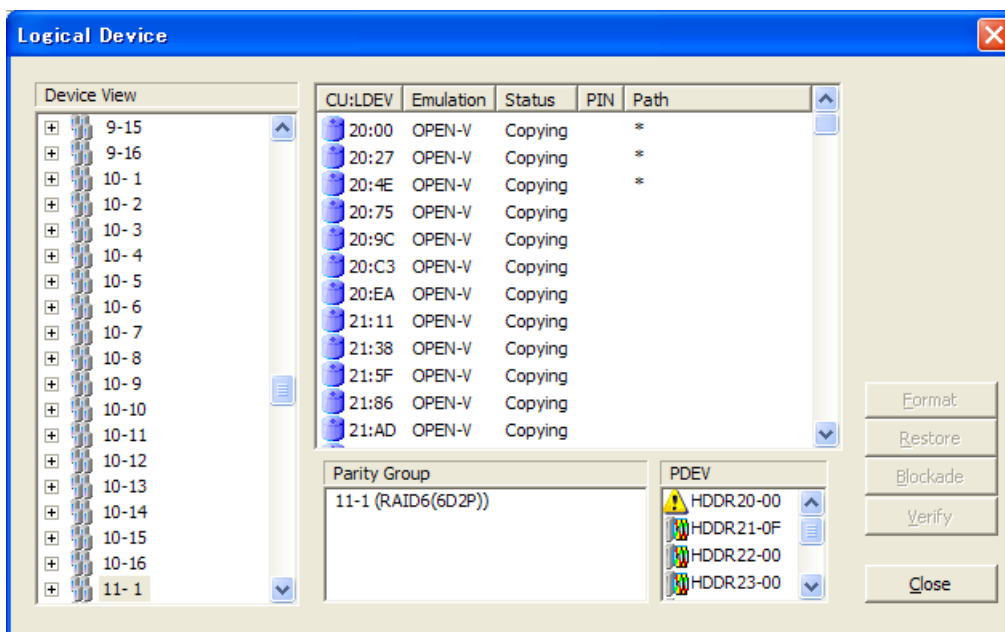 Logical Device
Device View
9-15
9-16
10- 1
10- 2
10- 3
10- 4
10- 5
10- 6
10- 7
10- 8
10- 9
10-10
10-11
10-12
10-13
10-14
10-15
10-16
11- 1
CU:LDEV Emulation Status PIN Path
20:00 OPEN-V Copying *
20:27 OPEN-V Copying *
20:4E OPEN-V Copying *
20:75 OPEN-V Copying
20:9C OPEN-V Copying
20:C3 OPEN-V Copying
20:EA OPEN-V Copying
21:11 OPEN-V Copying
21:38 OPEN-V Copying
21:5F OPEN-V Copying
21:86 OPEN-V Copying
21:AD OPEN-V Copying
Parity Group
11-1 (RAID6(6D2P))
PDEV
HDDR20-00
HDDR21-0F
HDDR22-00
HDDR23-00
Format
Restore
Blockade
Verify
Close